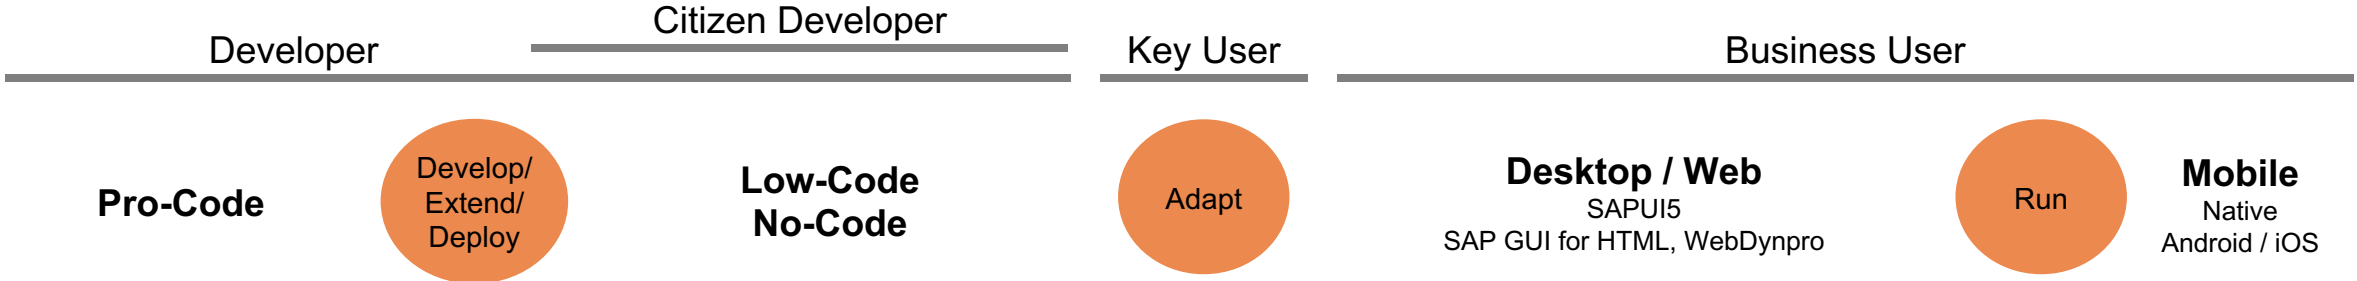 Developer
Citizen Developer
Key User
Business User
Pro-Code
Develop/
Extend/
Deploy
Low-Code
No-Code
Adapt
Desktop / Web
SAPUI5
SAP GUI for HTML, WebDynpro
Run
Mobile
Native
Android / iOS